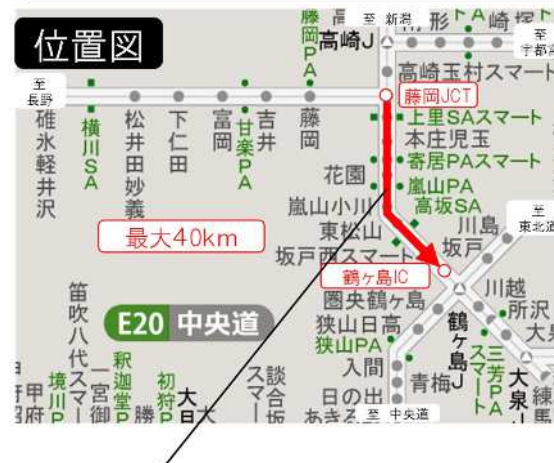 位置図
至 新潟
至 長野
至 東北道
至 中央道
藤岡PA
高崎J
高崎玉村スマート
藤岡JCT
上里SAスマート
本庄児玉
寄居PAスマート
嵐山PA
高坂SA
碓氷軽井沢
横川SA
松井田妙義
下仁田
富岡
甘楽PA
吉井
藤岡
花園
嵐山小川
東松山
坂戸西スマート
川島
坂戸
最大40km
鶴ヶ島IC
圏央鶴ヶ島
狭山日高
狭山PA
入間
青梅
日の出
鶴ヶ島J
川越
所沢
三芳PAスマート
大泉J
E20 中央道
笛吹八代スマー
境川P
一宮御
釈迦堂P
勝
初狩P
大
談合坂
スマー
甲府